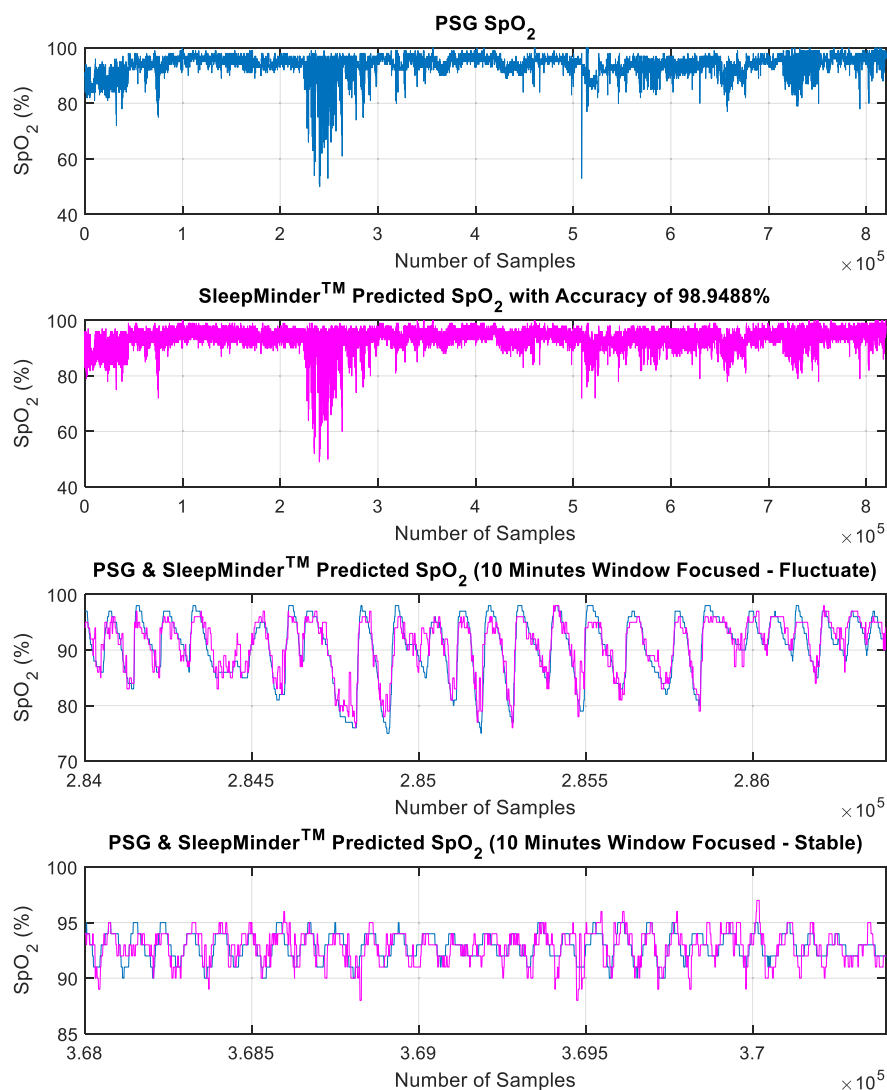 PSG SpO2
100
80
60
40
SpO2 (%)
0 1 2 3 4 5 6 7 8
Number of Samples
×10^5
SleepMinder™ Predicted SpO2 with Accuracy of 98.9488%
100
80
60
40
SpO2 (%)
0 1 2 3 4 5 6 7 8
Number of Samples
×10^5
PSG & SleepMinder™ Predicted SpO2 (10 Minutes Window Focused - Fluctuate)
100
90
80
70
SpO2 (%)
2.84 2.845 2.85 2.855 2.86
Number of Samples
×10^5
PSG & SleepMinder™ Predicted SpO2 (10 Minutes Window Focused - Stable)
100
95
90
85
SpO2 (%)
3.68 3.685 3.69 3.695 3.7
Number of Samples
×10^5